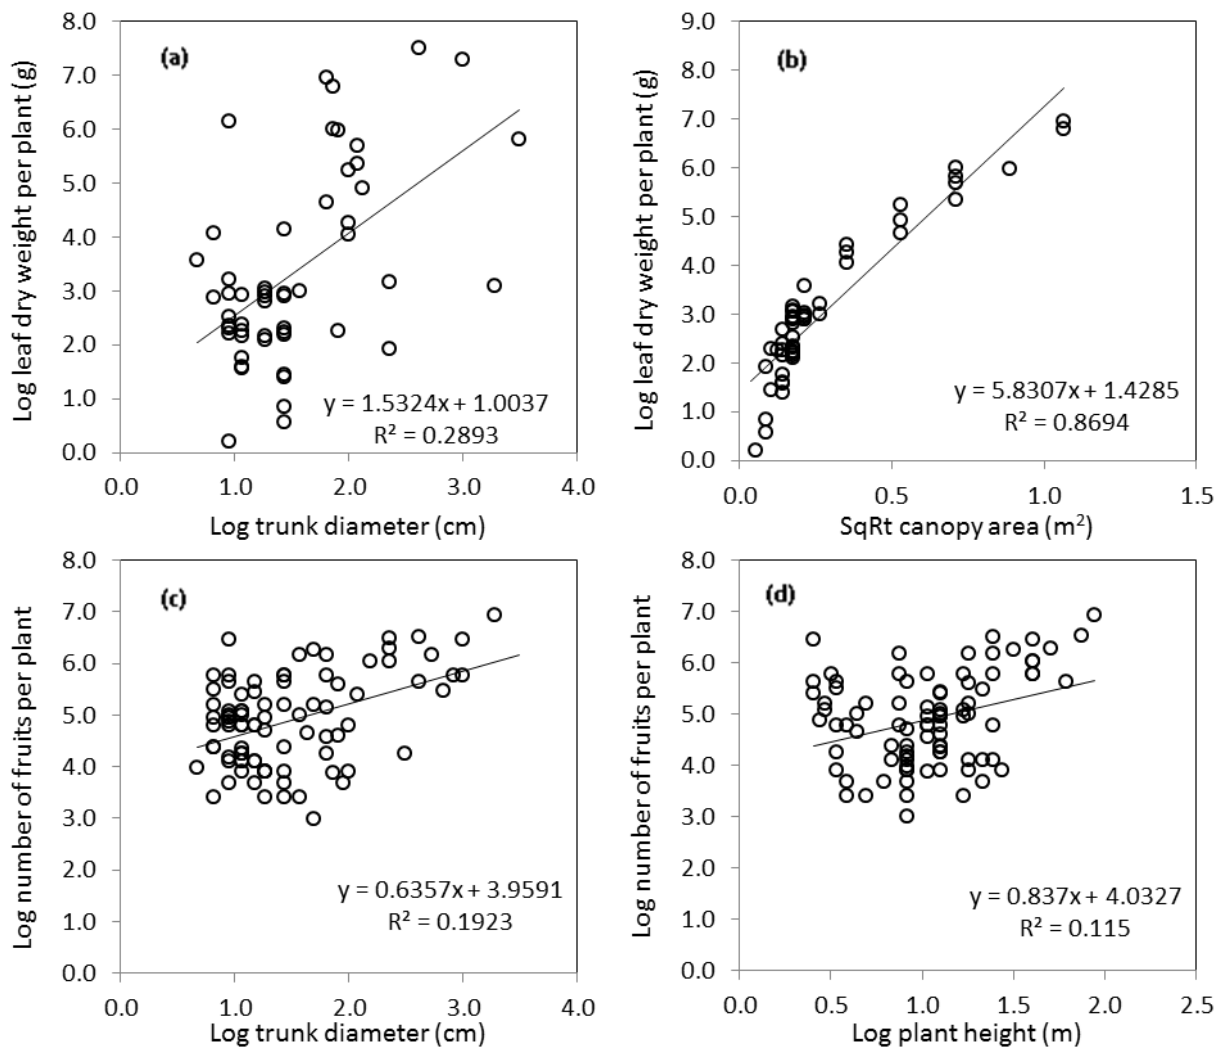 (a)
Log leaf dry weight per plant (g)
8.0
7.0
6.0
5.0
4.0
3.0
2.0
1.0
0.0
y = 1.5324x + 1.0037
R² = 0.2893
0.0 1.0 2.0 3.0 4.0
Log trunk diameter (cm)
(b)
Log leaf dry weight per plant (g)
9.0
8.0
7.0
6.0
5.0
4.0
3.0
2.0
1.0
0.0
y = 5.8307x + 1.4285
R² = 0.8694
0.0 0.5 1.0 1.5
SqRt canopy area (m²)
(c)
Log number of fruits per plant
8.0
7.0
6.0
5.0
4.0
3.0
2.0
1.0
0.0
y = 0.6357x + 3.9591
R² = 0.1923
0.0 1.0 2.0 3.0 4.0
Log trunk diameter (cm)
(d)
Log number of fruits per plant
8.0
7.0
6.0
5.0
4.0
3.0
2.0
1.0
0.0
y = 0.837x + 4.0327
R² = 0.115
0.0 0.5 1.0 1.5 2.0 2.5
Log plant height (m)